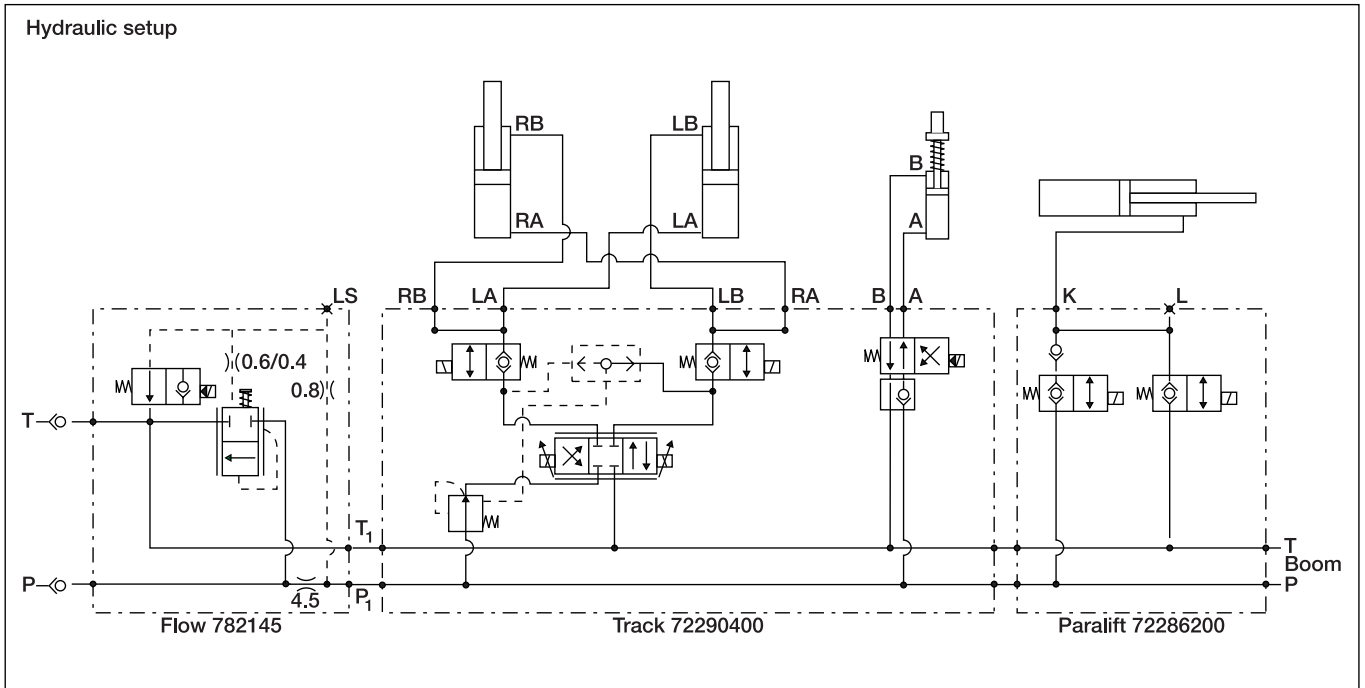 Hydraulic setup
RB
LB
B
RA
LA
A
RB
LA
LB
RA
B
A
K
L
LS
0.6/0.4
0.8
T
T1
T
Boom
P
P
4.5
P1
Flow 782145
Track 72290400
Paralift 72286200